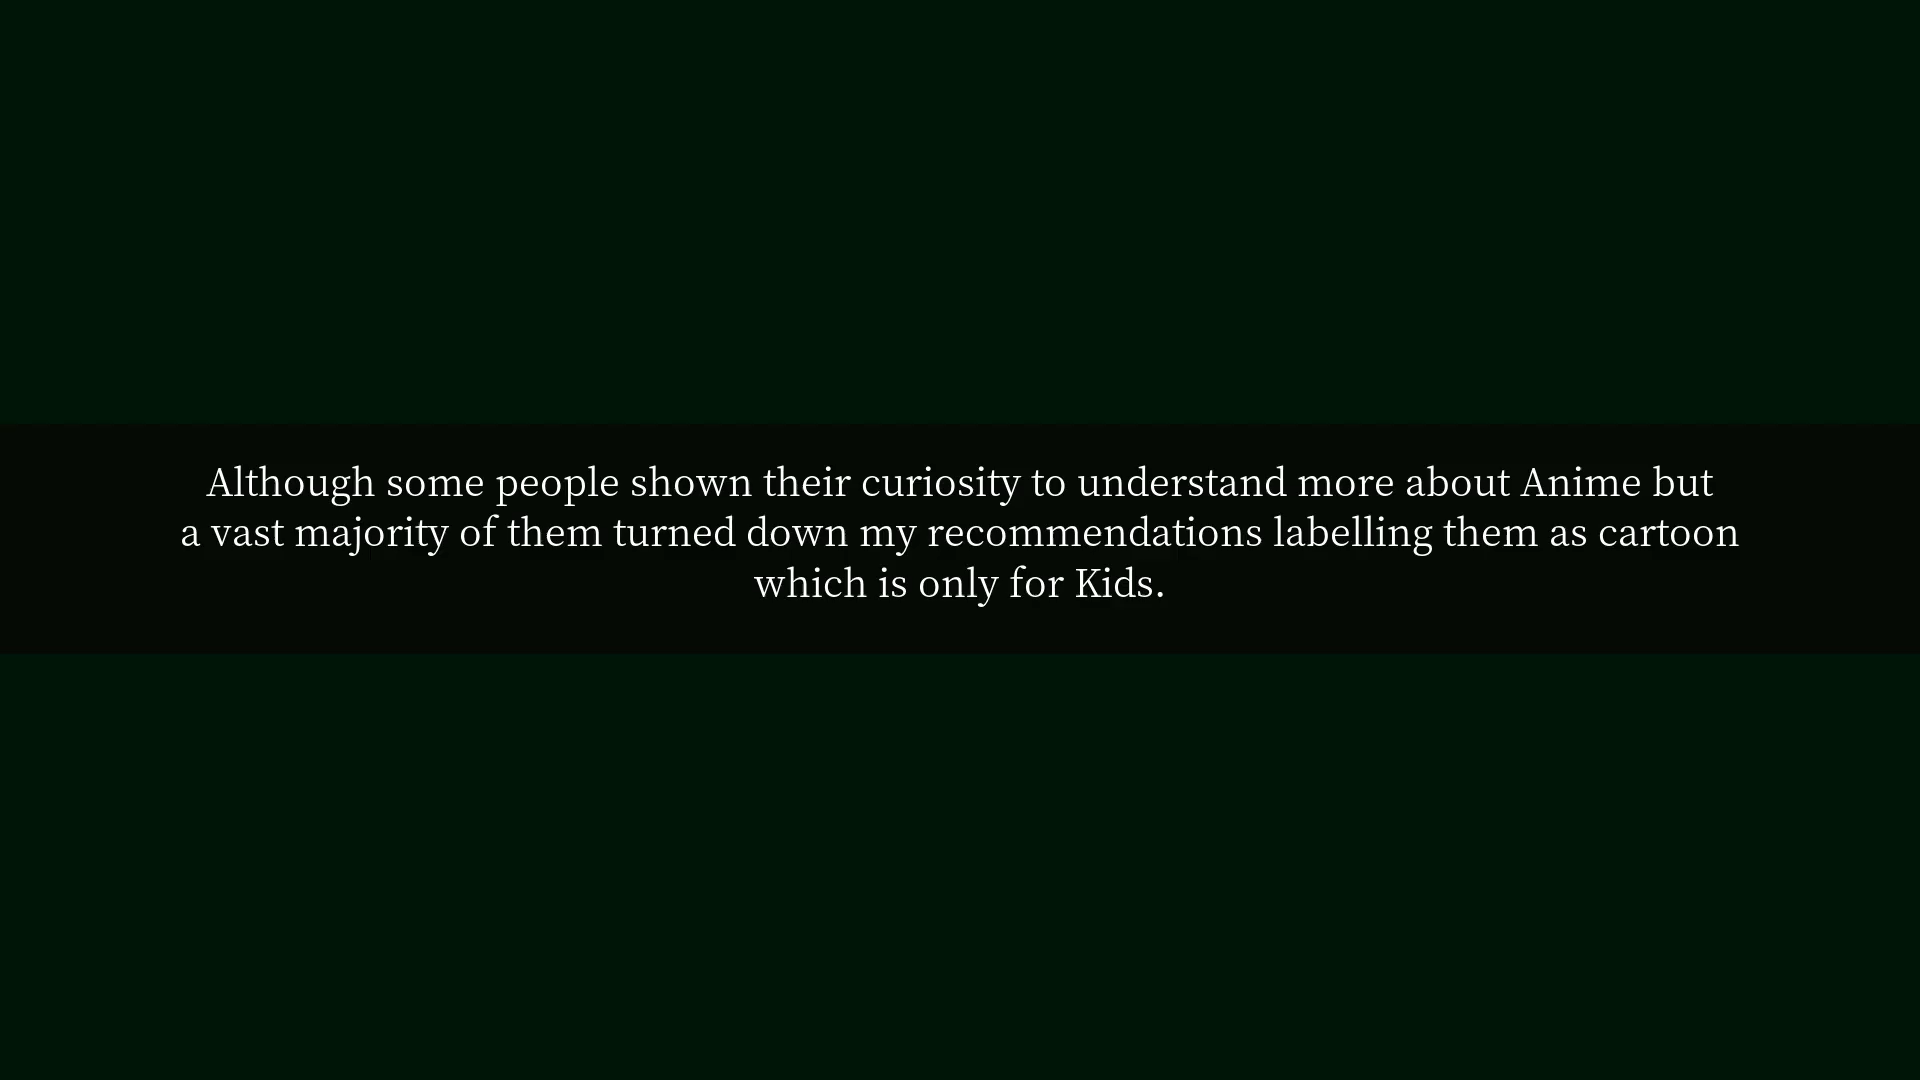 Although some people shown their curiosity to understand more about Anime but
a vast majority of them turned down my recommendations labelling them as cartoon
which is only for Kids.